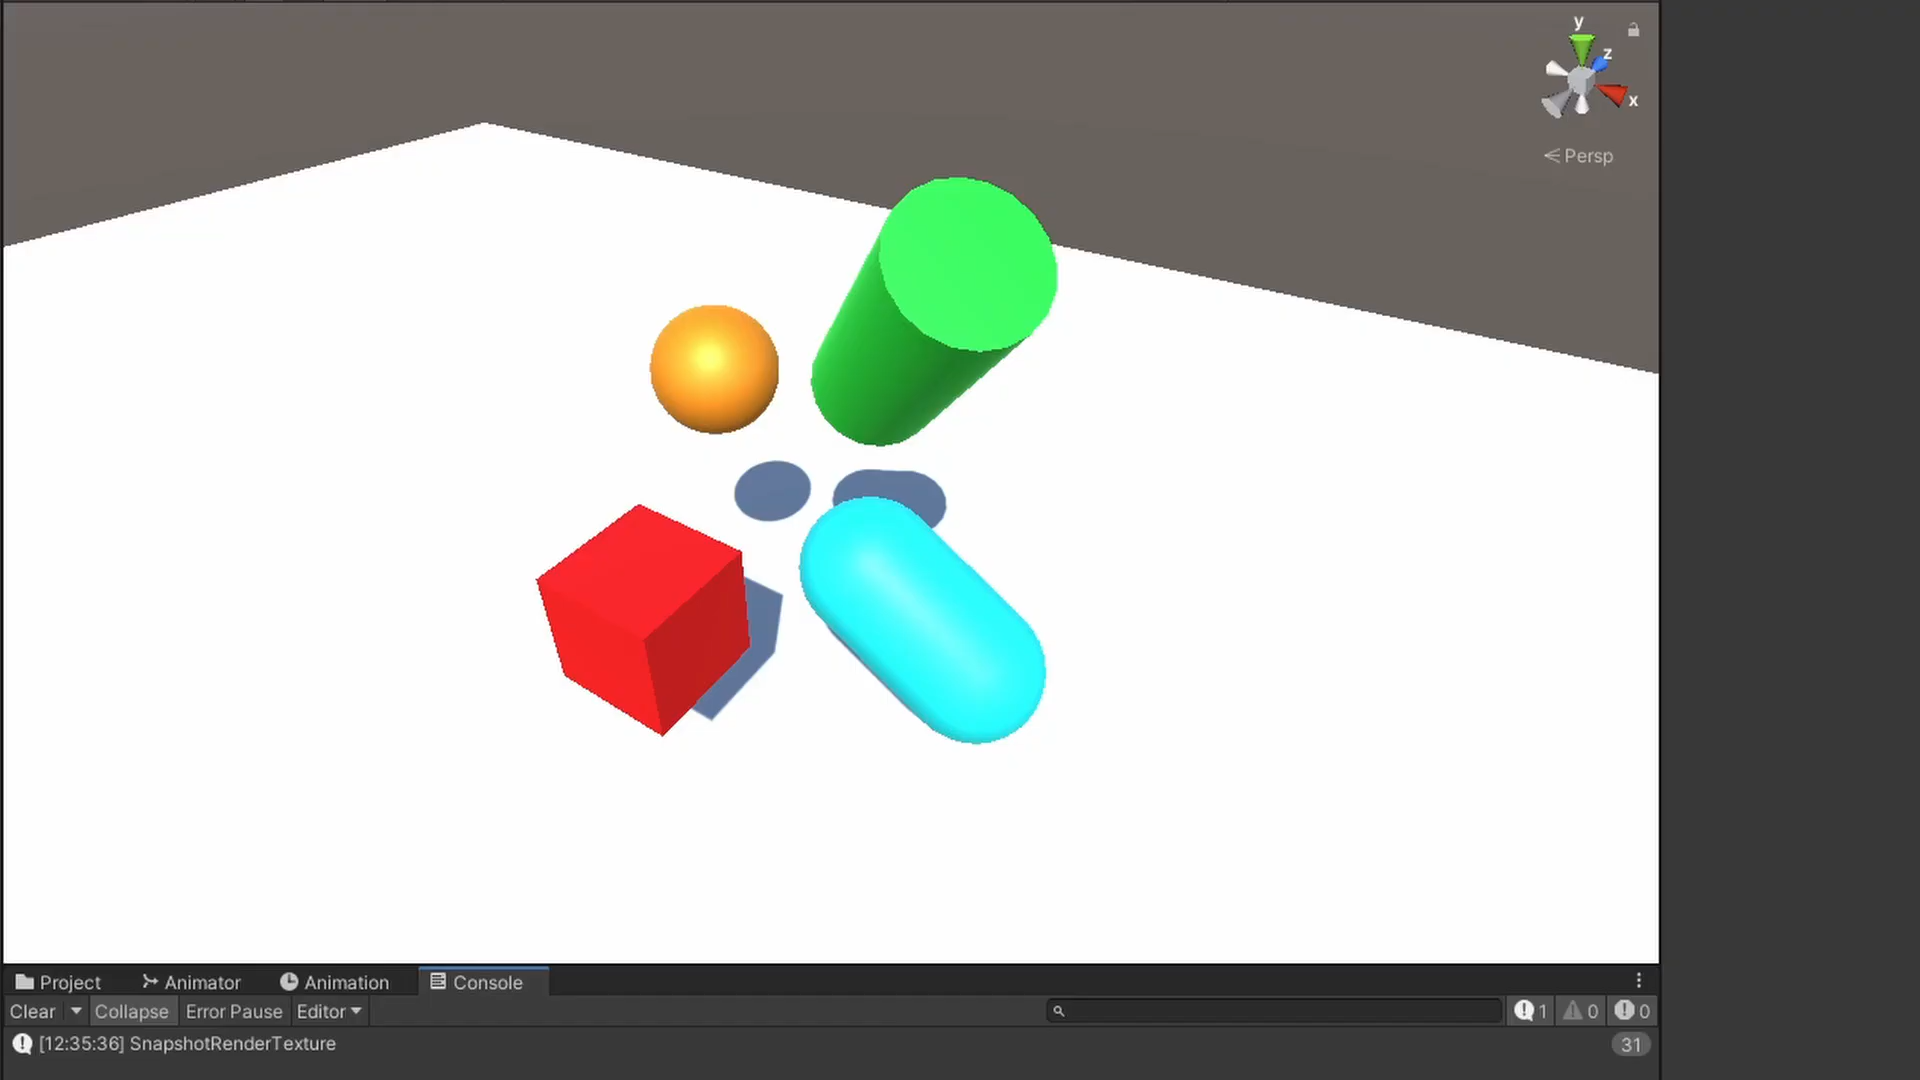 y
z
x
Persp
Project Animator Animation Console
Clear Collapse Error Pause Editor 1 0 0
[12:35:36] SnapshotRenderTexture 31